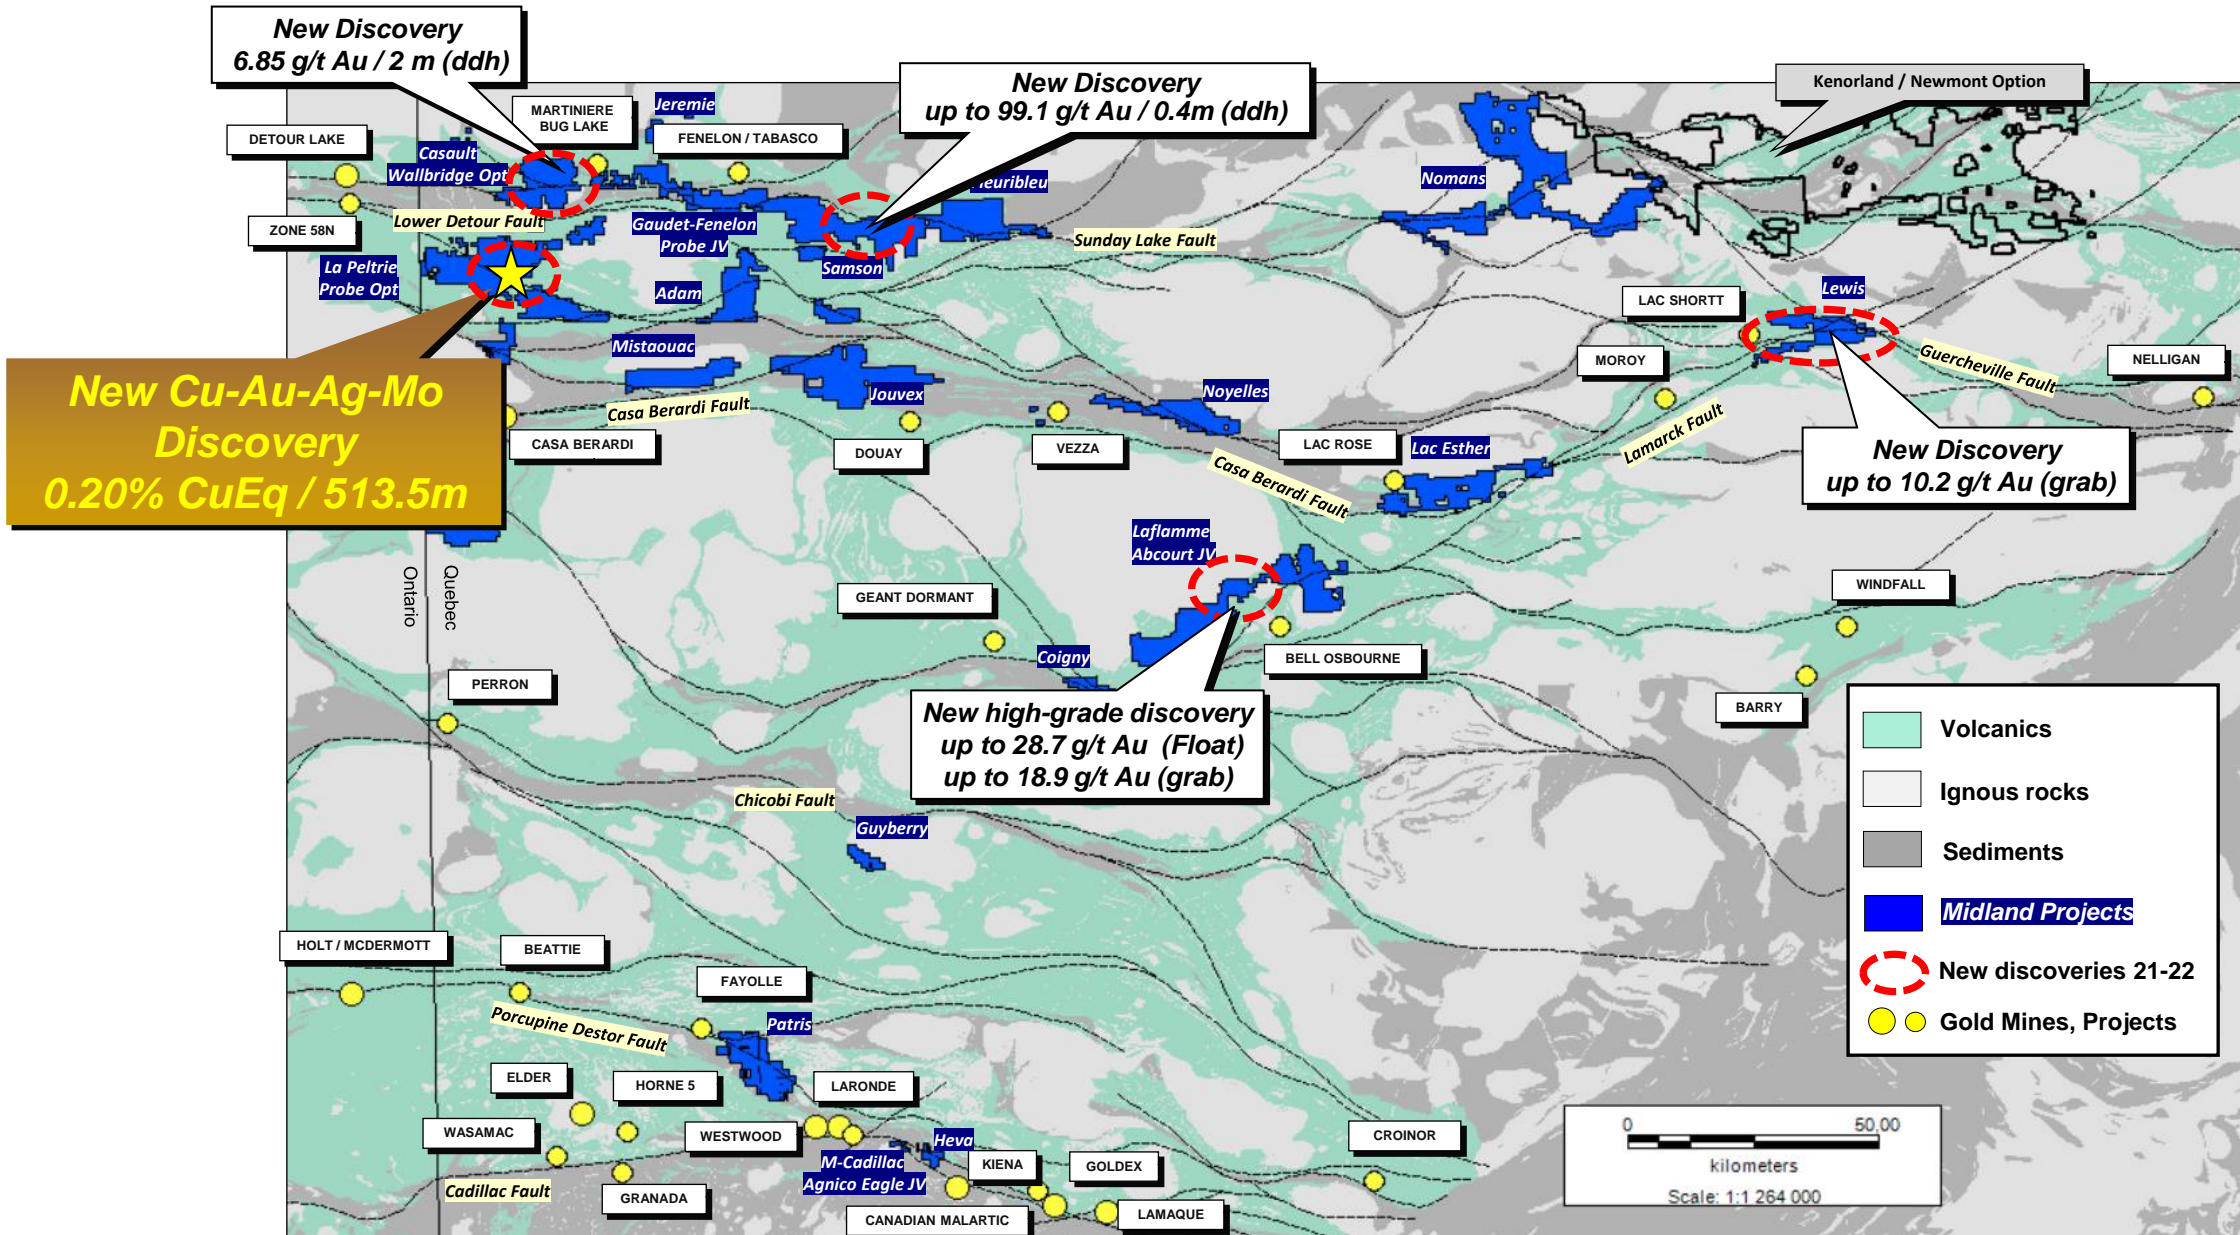 New Discovery
6.85 g/t Au / 2 m (ddh)
New Discovery
up to 99.1 g/t Au / 0.4m (ddh)
Kenorland / Newmont Option
MARTINIERE
BUG LAKE
Jeremie
DETOUR LAKE
FENELON / TABASCO
Casault
Wallbridge Opt
Nomans
Lower Detour Fault
ZONE 58N
Gaudet-Fenelon
Probe JV
Sunday Lake Fault
La Peltrie
Probe Opt
Samson
Adam
LAC SHORTT
Lewis
Mistaouac
MOROY
Guercheville Fault
NELLIGAN
New Cu-Au-Ag-Mo
Discovery
0.20% CuEq / 513.5m
Jouvex
Noyelles
Casa Berardi Fault
CASA BERARDI
DOUAY
VEZZA
LAC ROSE
Lac Esther
Lamarck Fault
New Discovery
up to 10.2 g/t Au (grab)
Casa Berardi Fault
Laflamme
Abcourt JV
Ontario
Quebec
GEANT DORMANT
WINDFALL
Coigny
BELL OSBOURNE
PERRON
BARRY
New high-grade discovery
up to 28.7 g/t Au (Float)
up to 18.9 g/t Au (grab)
Chicobi Fault
Guyberry
Volcanics
Ignous rocks
Sediments
Midland Projects
New discoveries 21-22
Gold Mines, Projects
HOLT / MCDERMOTT
BEATTIE
FAYOLLE
Porcupine Destor Fault
Patris
ELDER
HORNE 5
LARONDE
WASAMAC
WESTWOOD
Heva
CROINOR
M-Cadillac
Agnico Eagle JV
KIENA
GOLDEX
Cadillac Fault
GRANADA
CANADIAN MALARTIC
LAMAQUE
0 50,00
kilometers
Scale: 1:1 264 000